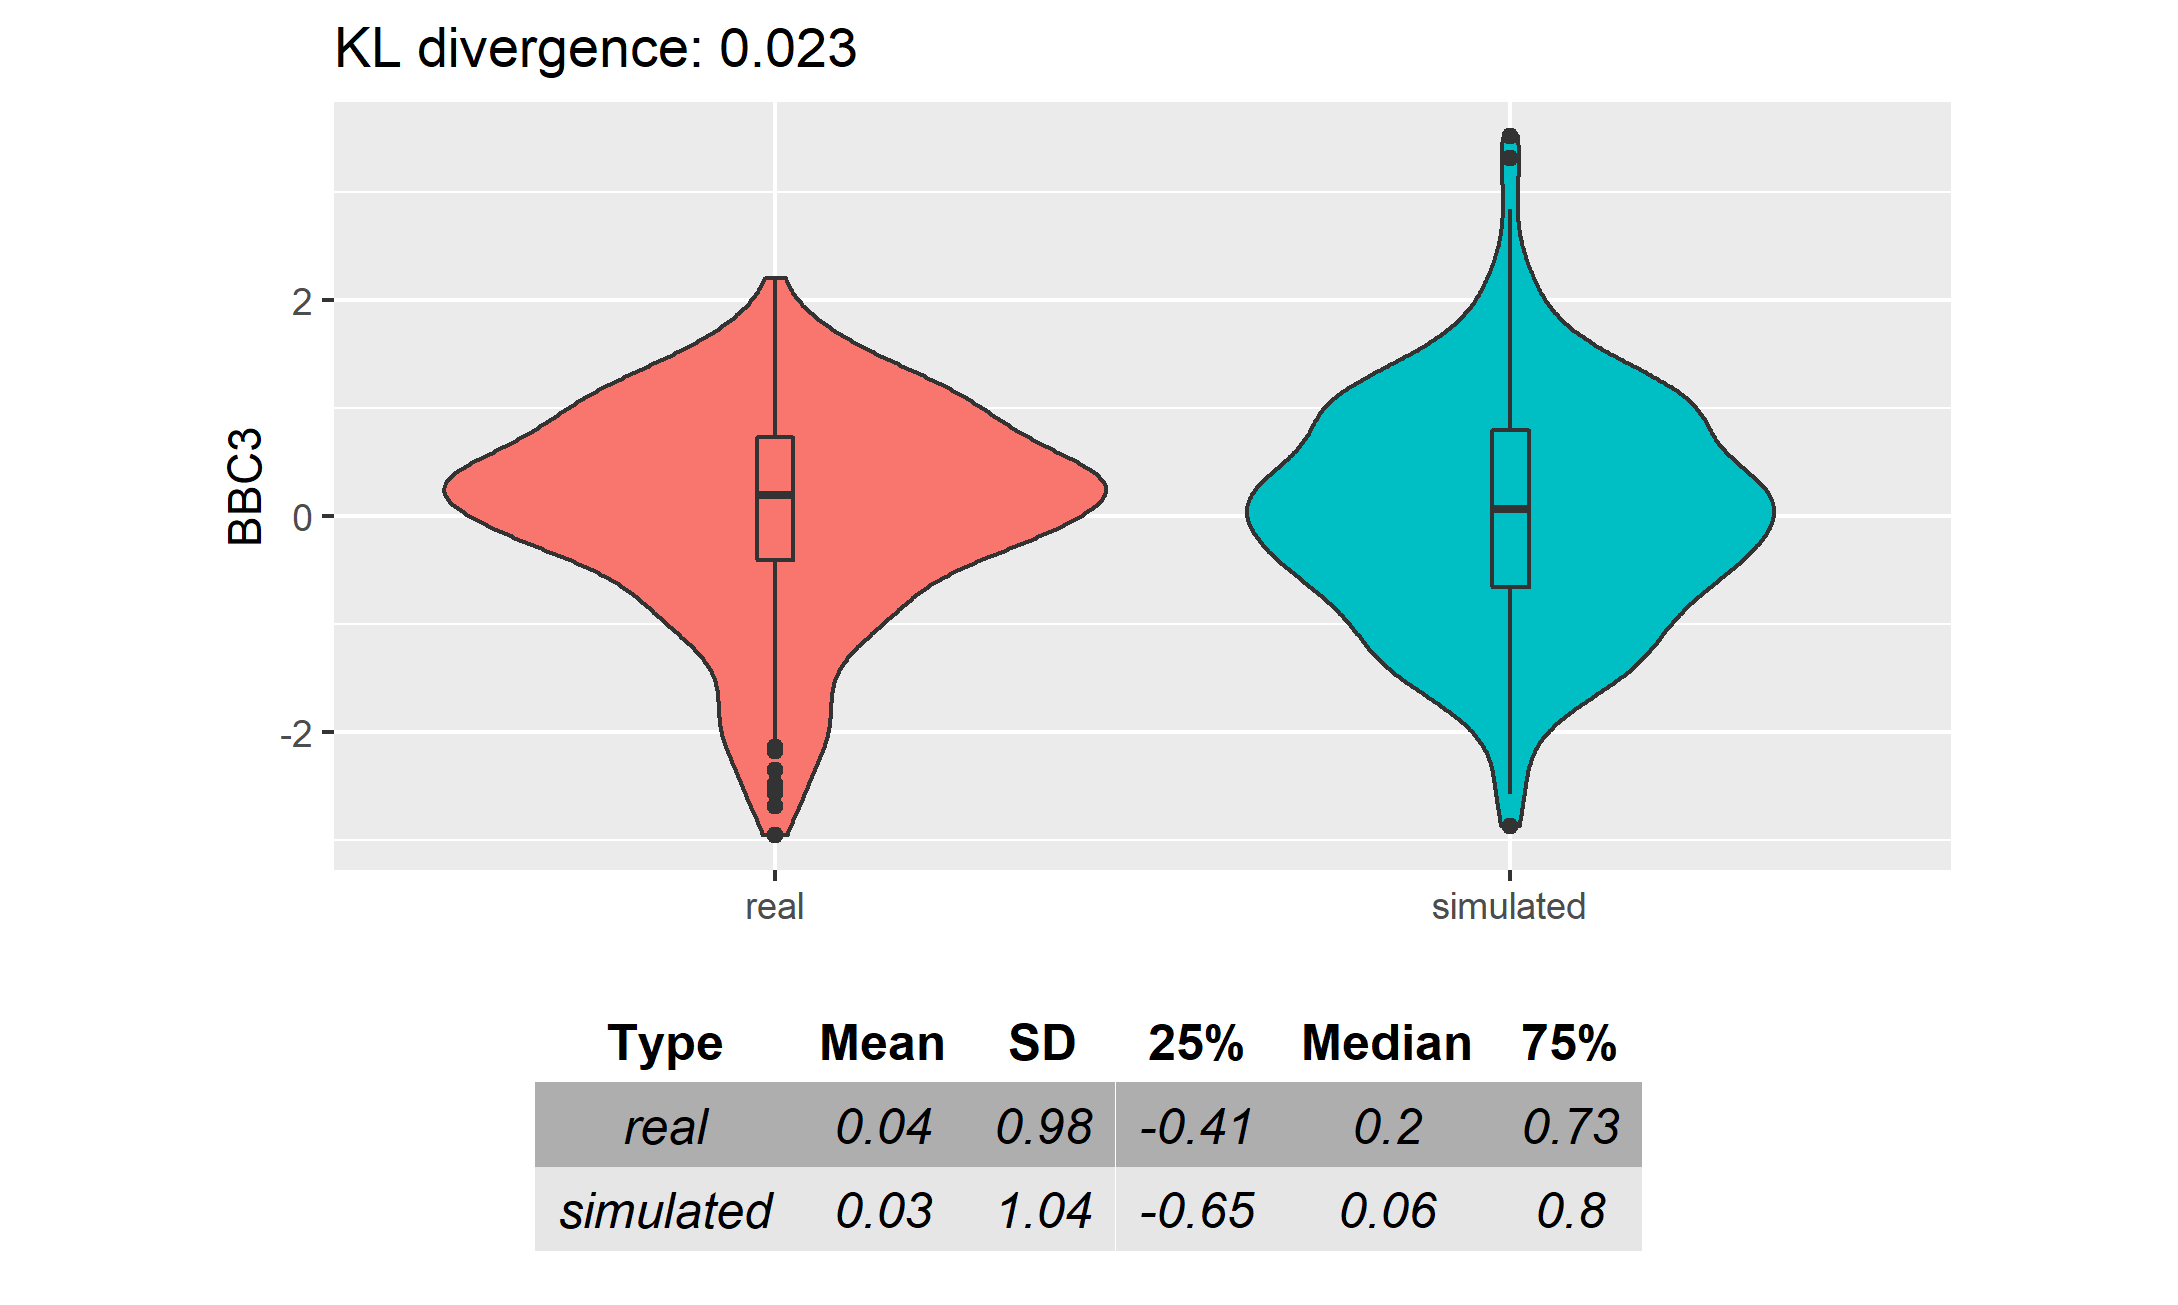 KL divergence: 0.023
BBC3
2
0
-2
real simulated
Type Mean SD 25% Median 75%
real 0.04 0.98 -0.41 0.2 0.73
simulated 0.03 1.04 -0.65 0.06 0.8